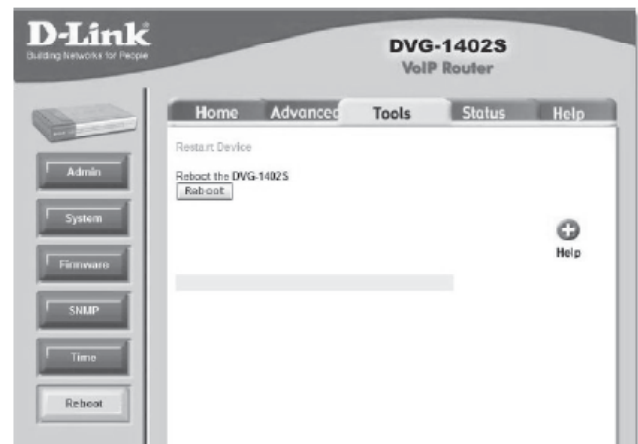 D-Link
Building Networks for People
DVG-1402S
VoIP Router
Home Advanced Tools Status Help
Restart Device
Reboot the DVG-1402S
Reboot
Help
Admin
System
Firmware
SNMP
Time
Reboot